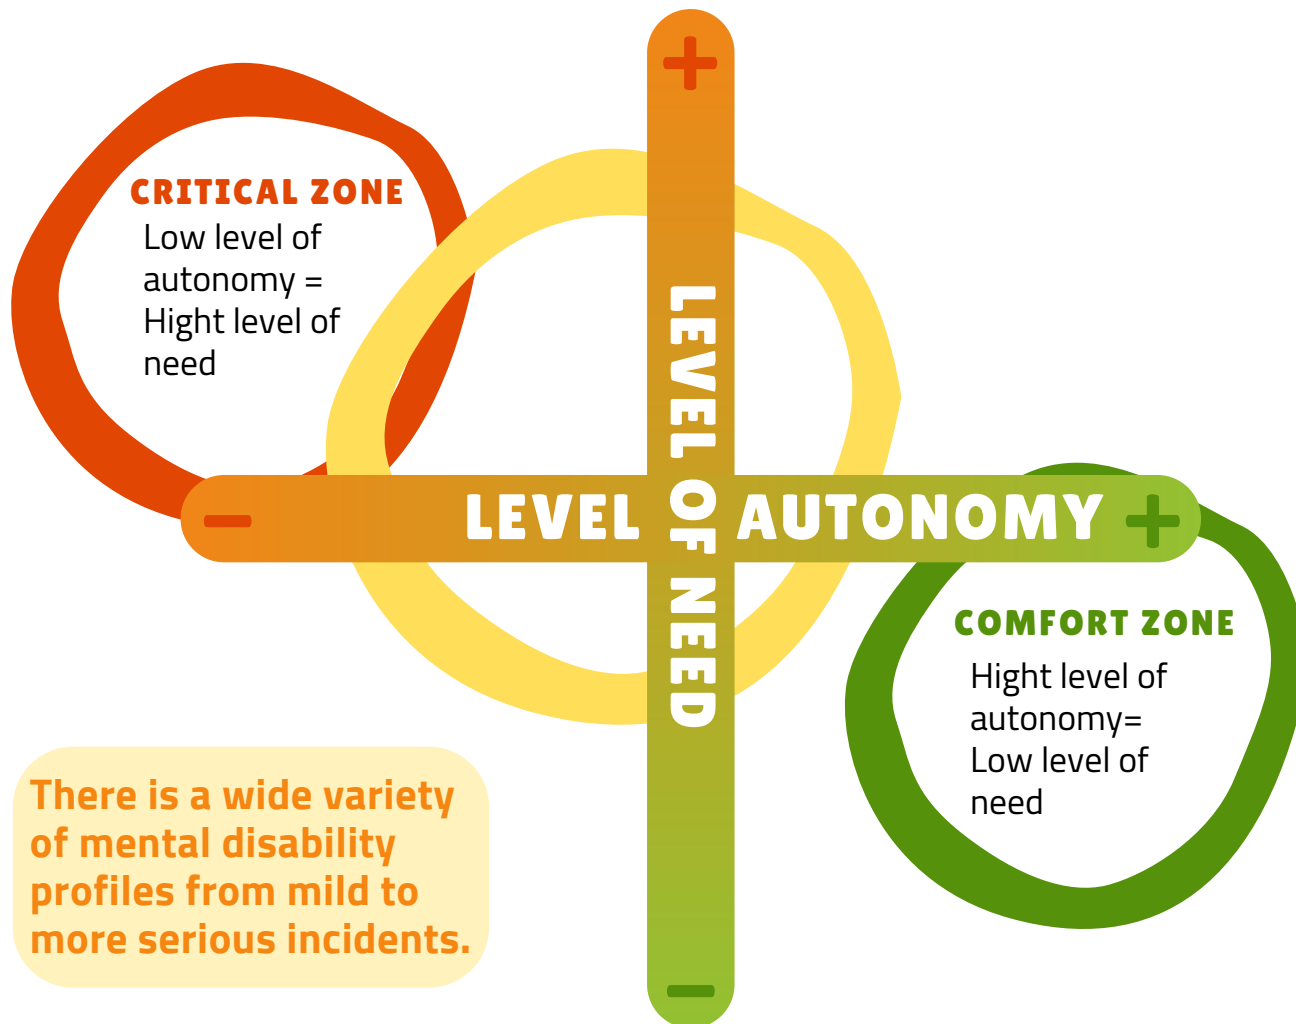 +
CRITICAL ZONE
Low level of
autonomy =
Hight level of
need
LEVEL OF NEED
- LEVEL OF AUTONOMY +
COMFORT ZONE
Hight level of
autonomy=
Low level of
need
There is a wide variety
of mental disability
profiles from mild to
more serious incidents.
-